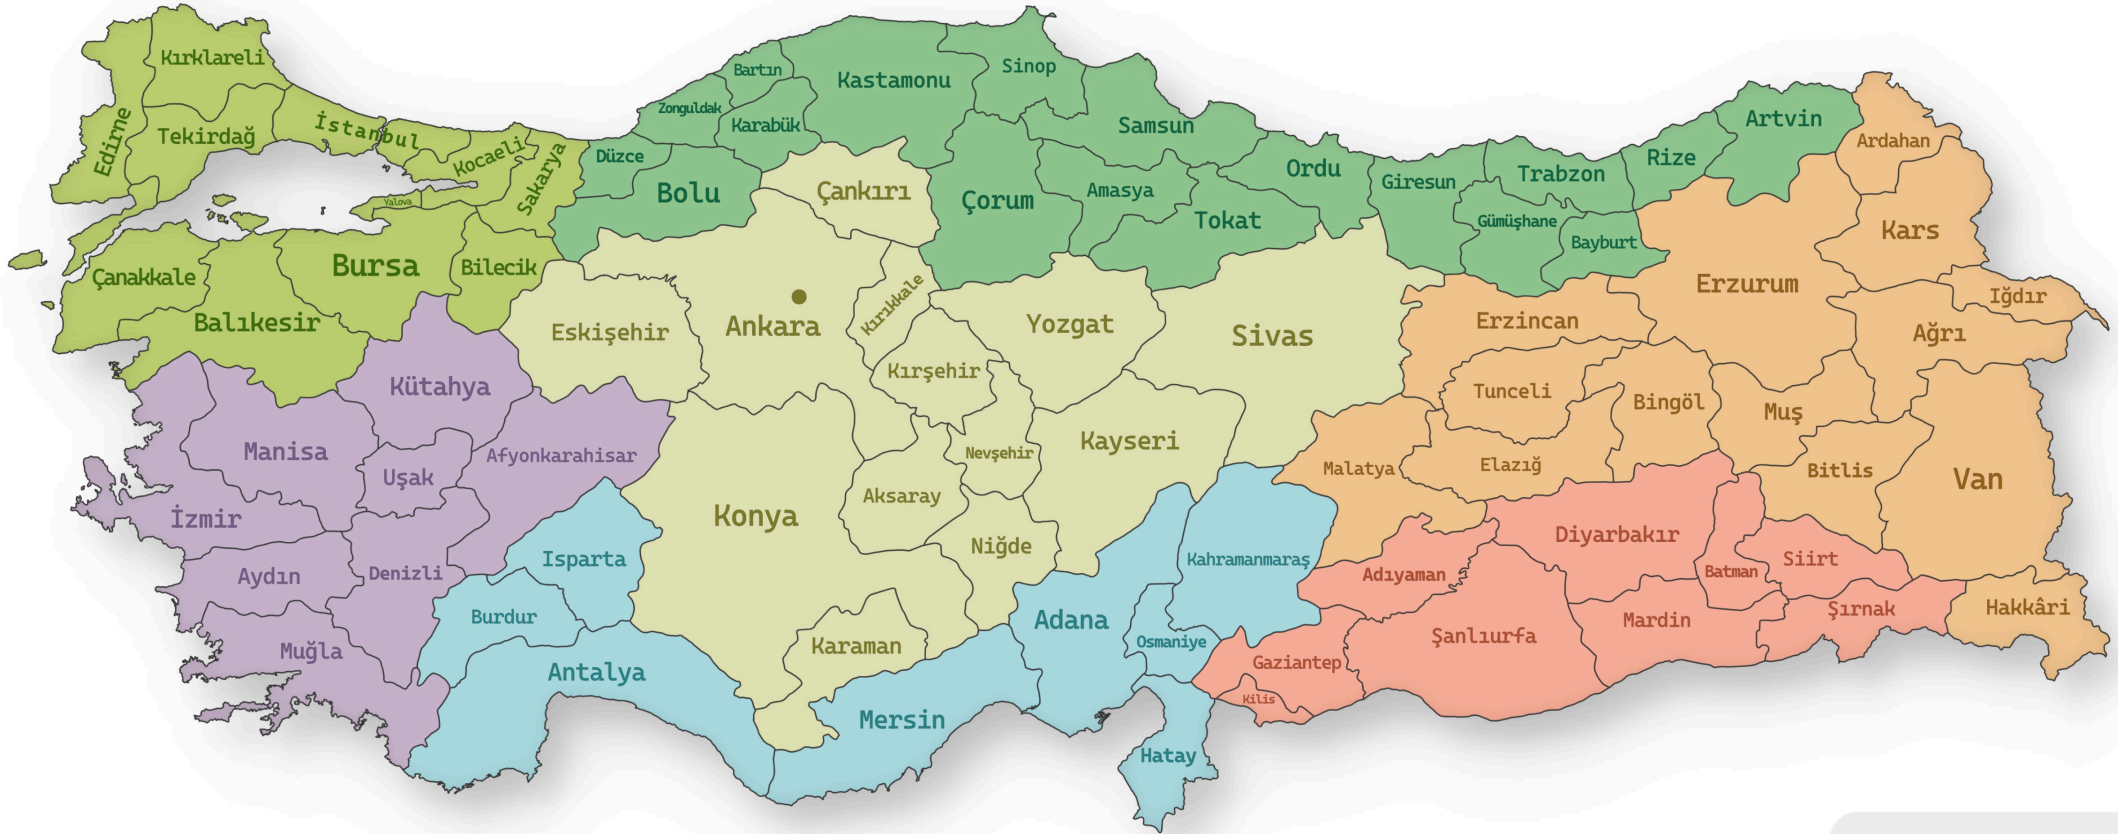 Kırklareli
Edirne
Tekirdağ
İstanbul
Kocaeli
Sakarya
Yalova
Çanakkale
Balıkesir
Bursa
Bilecik
Bartın
Zonguldak
Karabük
Kastamonu
Sinop
Düzce
Bolu
Çorum
Samsun
Amasya
Tokat
Ordu
Giresun
Trabzon
Gümüşhane
Bayburt
Rize
Artvin
Ardahan
Kars
Iğdır
Ağrı
Erzurum
Erzincan
Tunceli
Bingöl
Muş
Elazığ
Malatya
Bitlis
Van
Hakkâri
Çankırı
Ankara
Kırıkkale
Eskişehir
Kırşehir
Yozgat
Sivas
Nevşehir
Kayseri
Aksaray
Konya
Niğde
Karaman
Kütahya
Manisa
Uşak
Afyonkarahisar
İzmir
Aydın
Denizli
Muğla
Isparta
Burdur
Antalya
Mersin
Adana
Osmaniye
Kahramanmaraş
Hatay
Adıyaman
Gaziantep
Kilis
Şanlıurfa
Diyarbakır
Batman
Mardin
Siirt
Şırnak